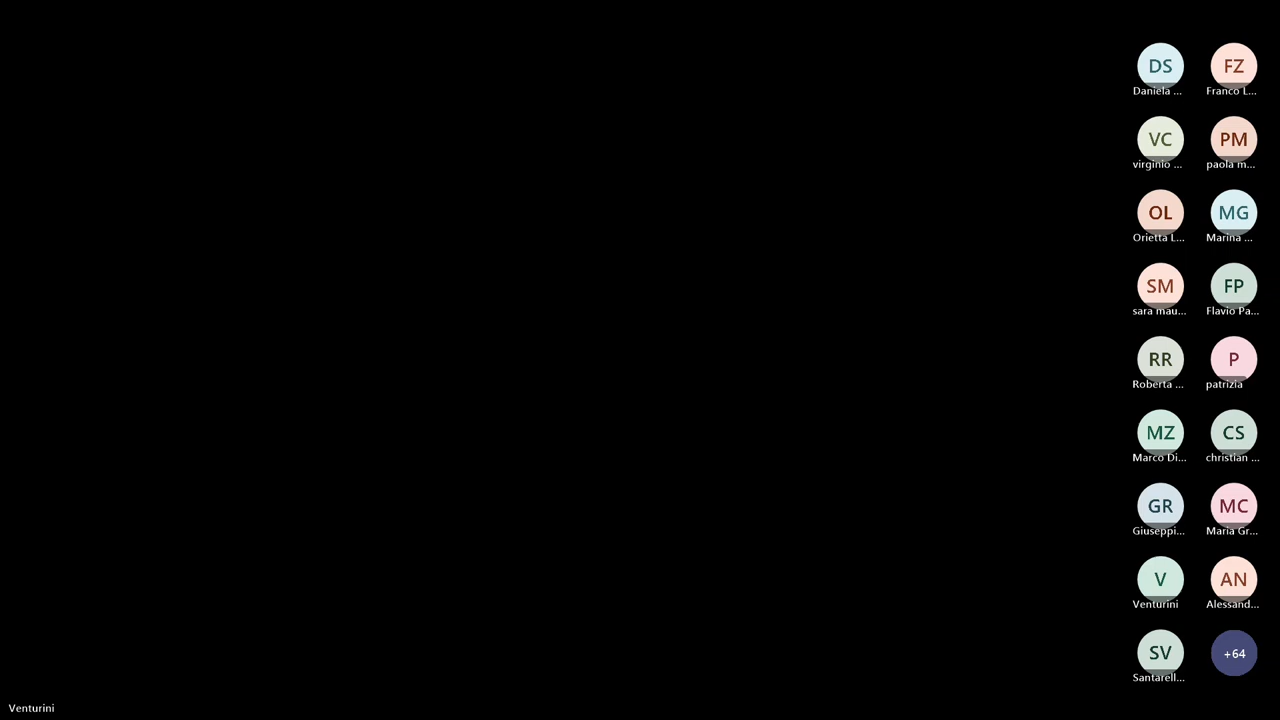 DS FZ
Daniela ... Franco L...
VC PM
virginio ... paola m...
OL MG
Orietta L... Marina ...
SM FP
sara mau... Flavio Pa...
RR P
Roberta ... patrizia
MZ CS
Marco Di... christian ...
GR MC
Giuseppi... Maria Gr...
V AN
Venturini Alessand...
SV +64
Santarell...
Venturini